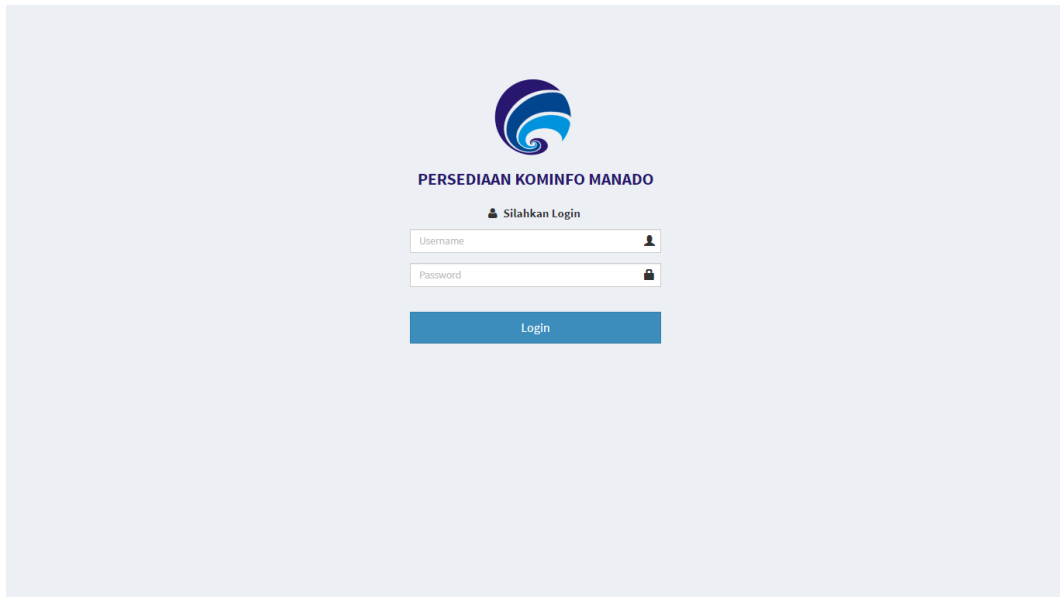 PERSEDIAAN KOMINFO MANADO
Silahkan Login
Username
Password
Login